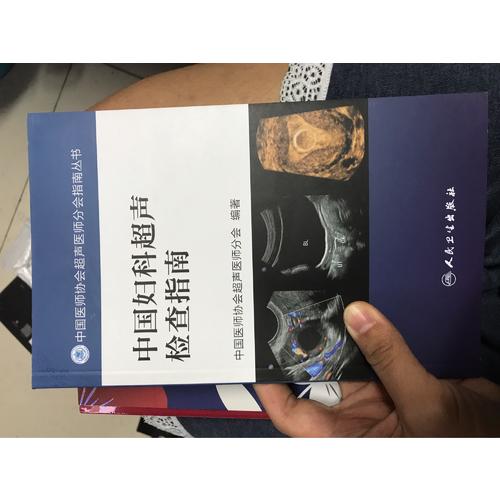 中国医师协会超声医师分会指南丛书
中国妇科超声
检查指南
中国医师协会超声医师分会 编著
BL
人民卫生出版社